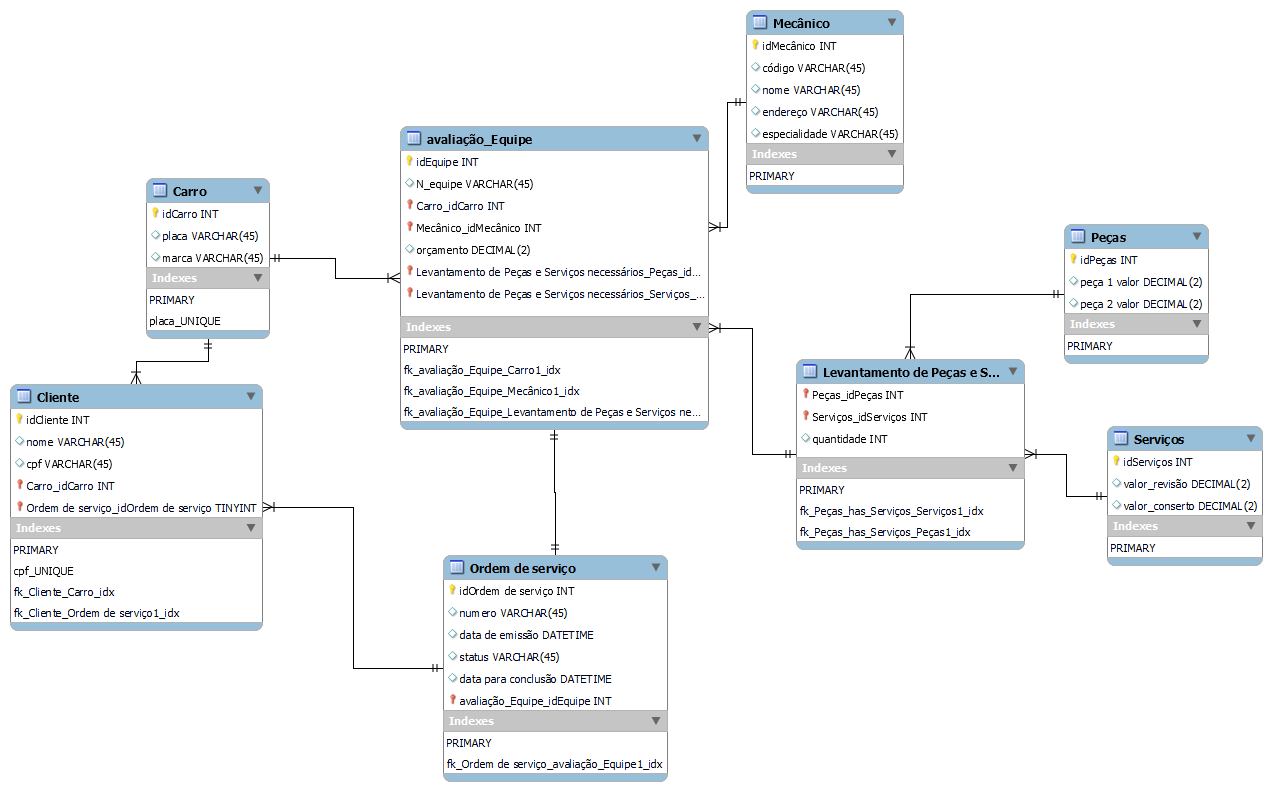 Mecânico
idMecânico INT
código VARCHAR(45)
nome VARCHAR(45)
endereço VARCHAR(45)
especialidade VARCHAR(45)
Indexes
PRIMARY
avaliação_Equipe
idEquipe INT
N_equipe VARCHAR(45)
Carro_idCarro INT
Mecânico_idMecânico INT
orçamento DECIMAL(2)
Levantamento de Peças e Serviços necessários_Peças_id...
Levantamento de Peças e Serviços necessários_Serviços_...
Indexes
PRIMARY
fk_avaliação_Equipe_Carro1_idx
fk_avaliação_Equipe_Mecânico1_idx
fk_avaliação_Equipe_Levantamento de Peças e Serviços ne...
Carro
idCarro INT
placa VARCHAR(45)
marca VARCHAR(45)
Indexes
PRIMARY
placa_UNIQUE
Peças
idPeças INT
peça 1 valor DECIMAL(2)
peça 2 valor DECIMAL(2)
Indexes
PRIMARY
Levantamento de Peças e S...
Peças_idPeças INT
Serviços_idServiços INT
quantidade INT
Indexes
PRIMARY
fk_Peças_has_Serviços_Serviços1_idx
fk_Peças_has_Serviços_Peças1_idx
Cliente
idCliente INT
nome VARCHAR(45)
cpf VARCHAR(45)
Carro_idCarro INT
Ordem de serviço_idOrdem de serviço TINYINT
Indexes
PRIMARY
cpf_UNIQUE
fk_Cliente_Carro_idx
fk_Cliente_Ordem de serviço1_idx
Serviços
idServiços INT
valor_revisão DECIMAL(2)
valor_conserto DECIMAL(2)
Indexes
PRIMARY
Ordem de serviço
idOrdem de serviço INT
numero VARCHAR(45)
data de emissão DATETIME
status VARCHAR(45)
data para conclusão DATETIME
avaliação_Equipe_idEquipe INT
Indexes
PRIMARY
fk_Ordem de serviço_avaliação_Equipe1_idx